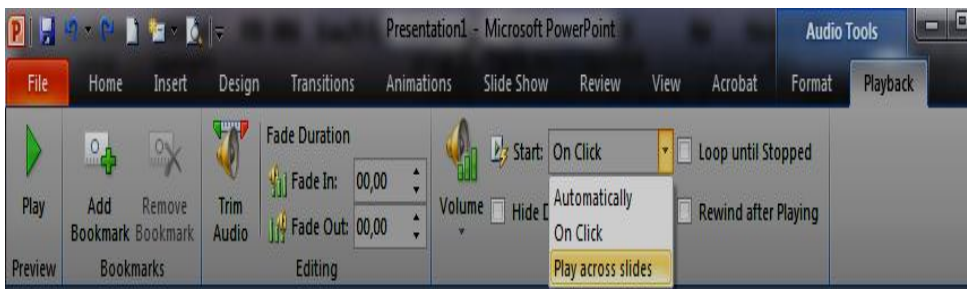 Presentation1 - Microsoft PowerPoint
Audio Tools
File Home Insert Design Transitions Animations Slide Show Review View Acrobat Format Playback
Play
Add Bookmark
Remove Bookmark
Trim Audio
Fade Duration
Fade In: 00,00
Fade Out: 00,00
Volume
Start: On Click
Hide D
Automatically
On Click
Play across slides
Loop until Stopped
Rewind after Playing
Preview
Bookmarks
Editing